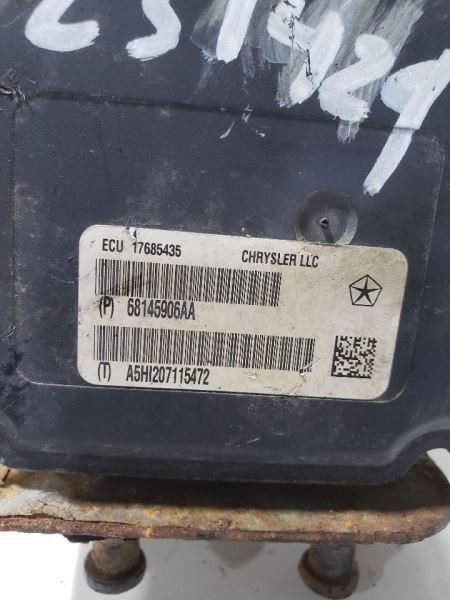 ECU 17685435 CHRYSLER LLC
(P) 68145906AA
(T) A5HI207115472